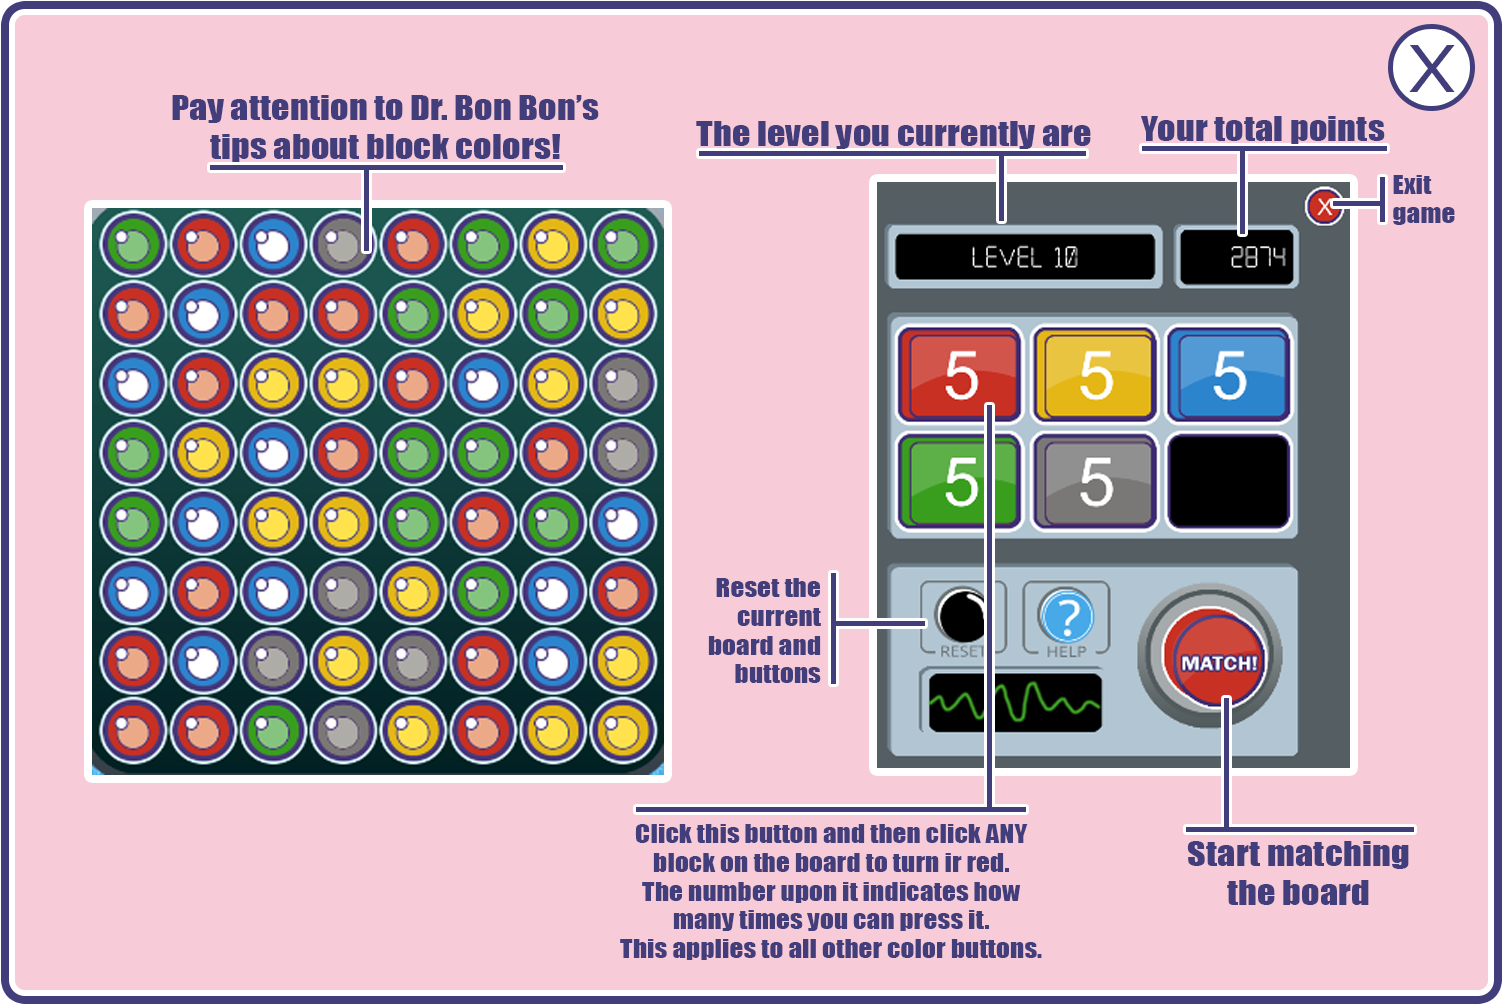 X
Pay attention to Dr. Bon Bon's
tips about block colors!
The level you currently are
Your total points
Exit
game
X
LEVEL 10
2874
5
5
5
5
5
Reset the
current
board and
buttons
RESET
?
HELP
MATCH!
Click this button and then click ANY
block on the board to turn ir red.
The number upon it indicates how
many times you can press it.
This applies to all other color buttons.
Start matching
the board